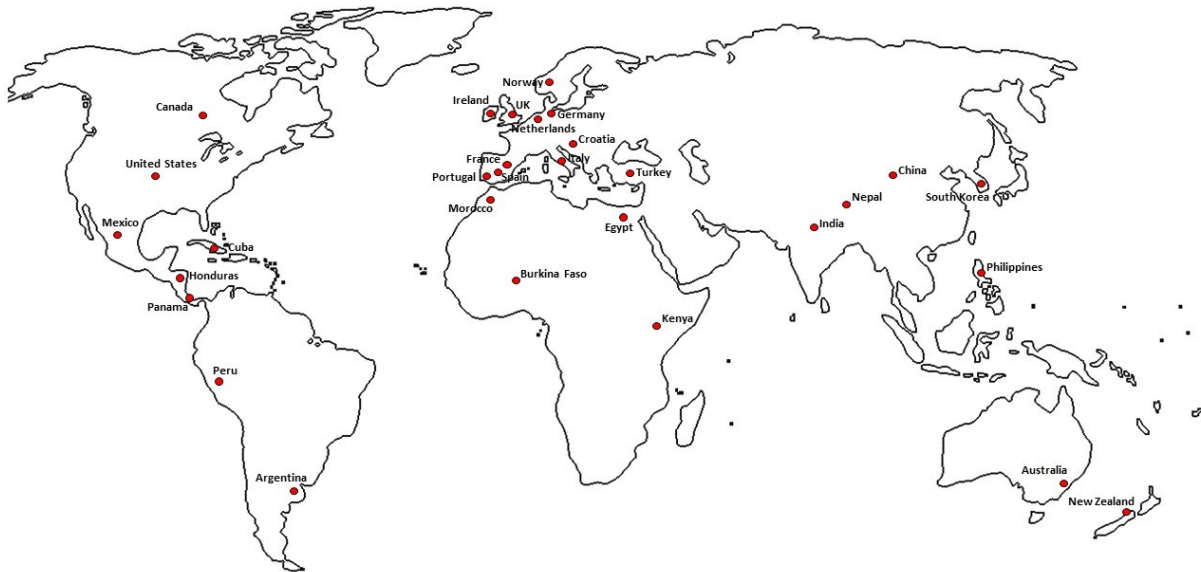 Norway
Ireland
UK
Canada
Germany
Netherlands
Croatia
United States
France
Italy
Portugal
Spain
Turkey
China
South Korea
Morocco
Nepal
Mexico
Egypt
India
Cuba
Honduras
Burkina Faso
Philippines
Panama
Kenya
Peru
Argentina
Australia
New Zealand